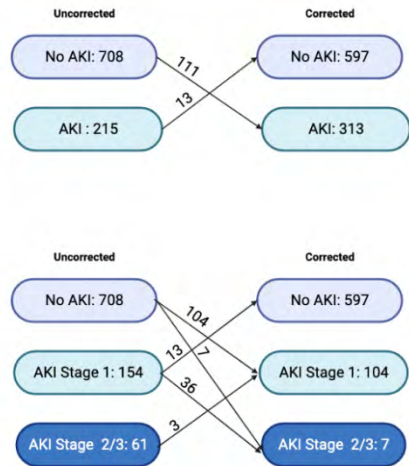 Uncorrected Corrected
No AKI: 708 No AKI: 597
111
13
AKI : 215 AKI: 313
Uncorrected Corrected
No AKI: 708 No AKI: 597
104
13
7
AKI Stage 1: 154 AKI Stage 1: 104
36
3
AKI Stage 2/3: 61 AKI Stage 2/3: 7